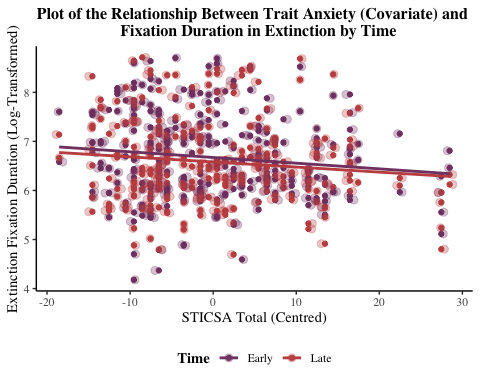 Plot of the Relationship Between Trait Anxiety (Covariate) and
Fixation Duration in Extinction by Time
Extinction Fixation Duration (Log-Transformed)
8
7
6
5
4
-20
-10
0
10
20
30
STICSA Total (Centred)
Time
Early
Late